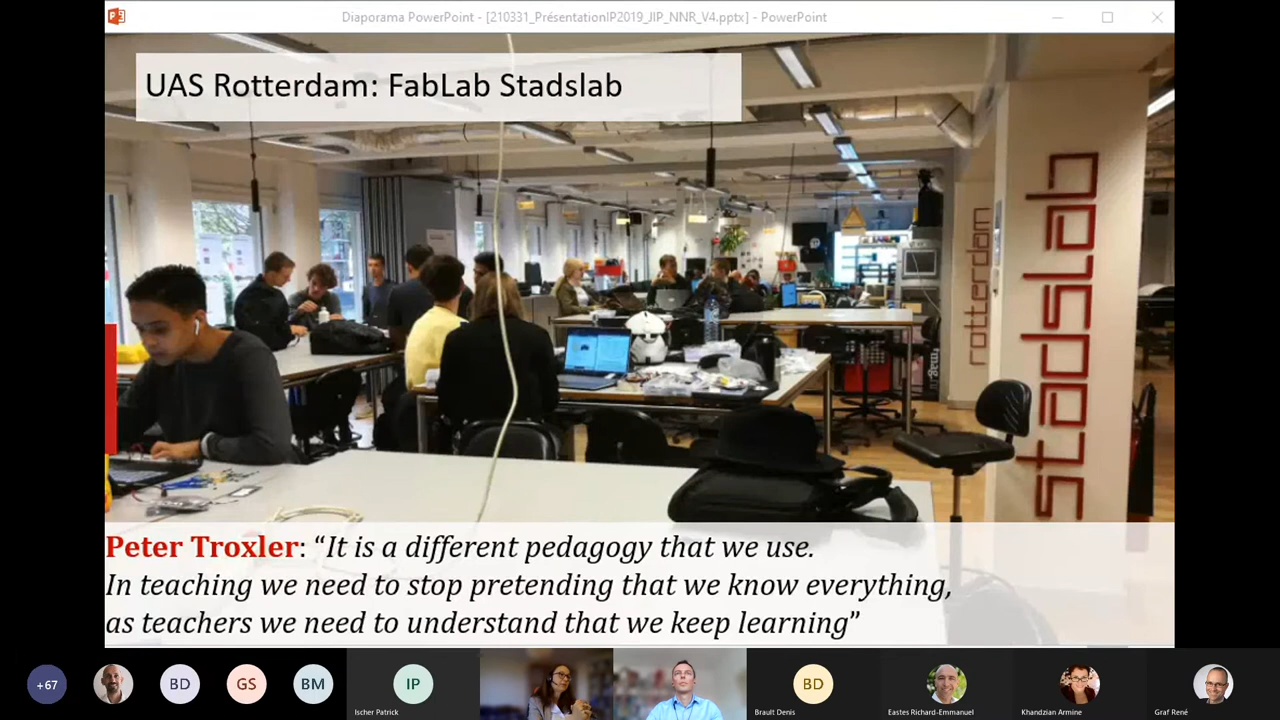 Diaporama PowerPoint - [210331_PrésentationIP2019_JIP_NNR_V4.pptx] - PowerPoint
UAS Rotterdam: FabLab Stadslab
rotterdam
stadslab
Peter Troxler: “It is a different pedagogy that we use.
In teaching we need to stop pretending that we know everything,
as teachers we need to understand that we keep learning”
+67
BD
GS
BM
IP
BD
Ischer Patrick
Brault Denis
Eastes Richard-Emmanuel
Khandzian Armine
Graf René